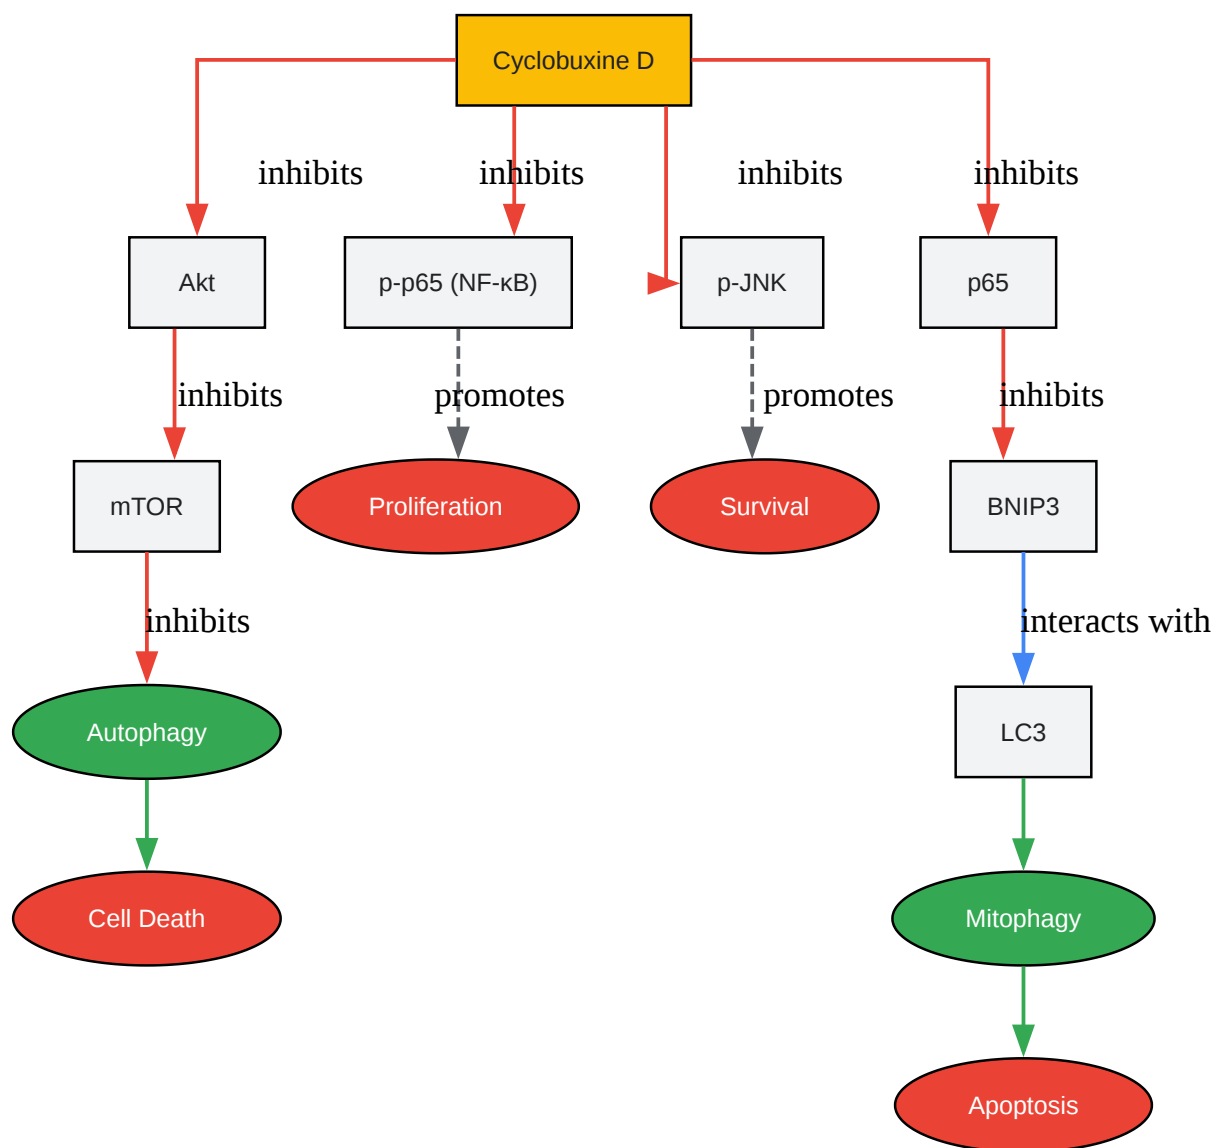 Cyclobuxine D
inhibits
inhibits
inhibits
inhibits
Akt
p-p65 (NF-κB)
p-JNK
p65
inhibits
promotes
promotes
inhibits
mTOR
Proliferation
Survival
BNIP3
inhibits
interacts with
Autophagy
LC3
Cell Death
Mitophagy
Apoptosis